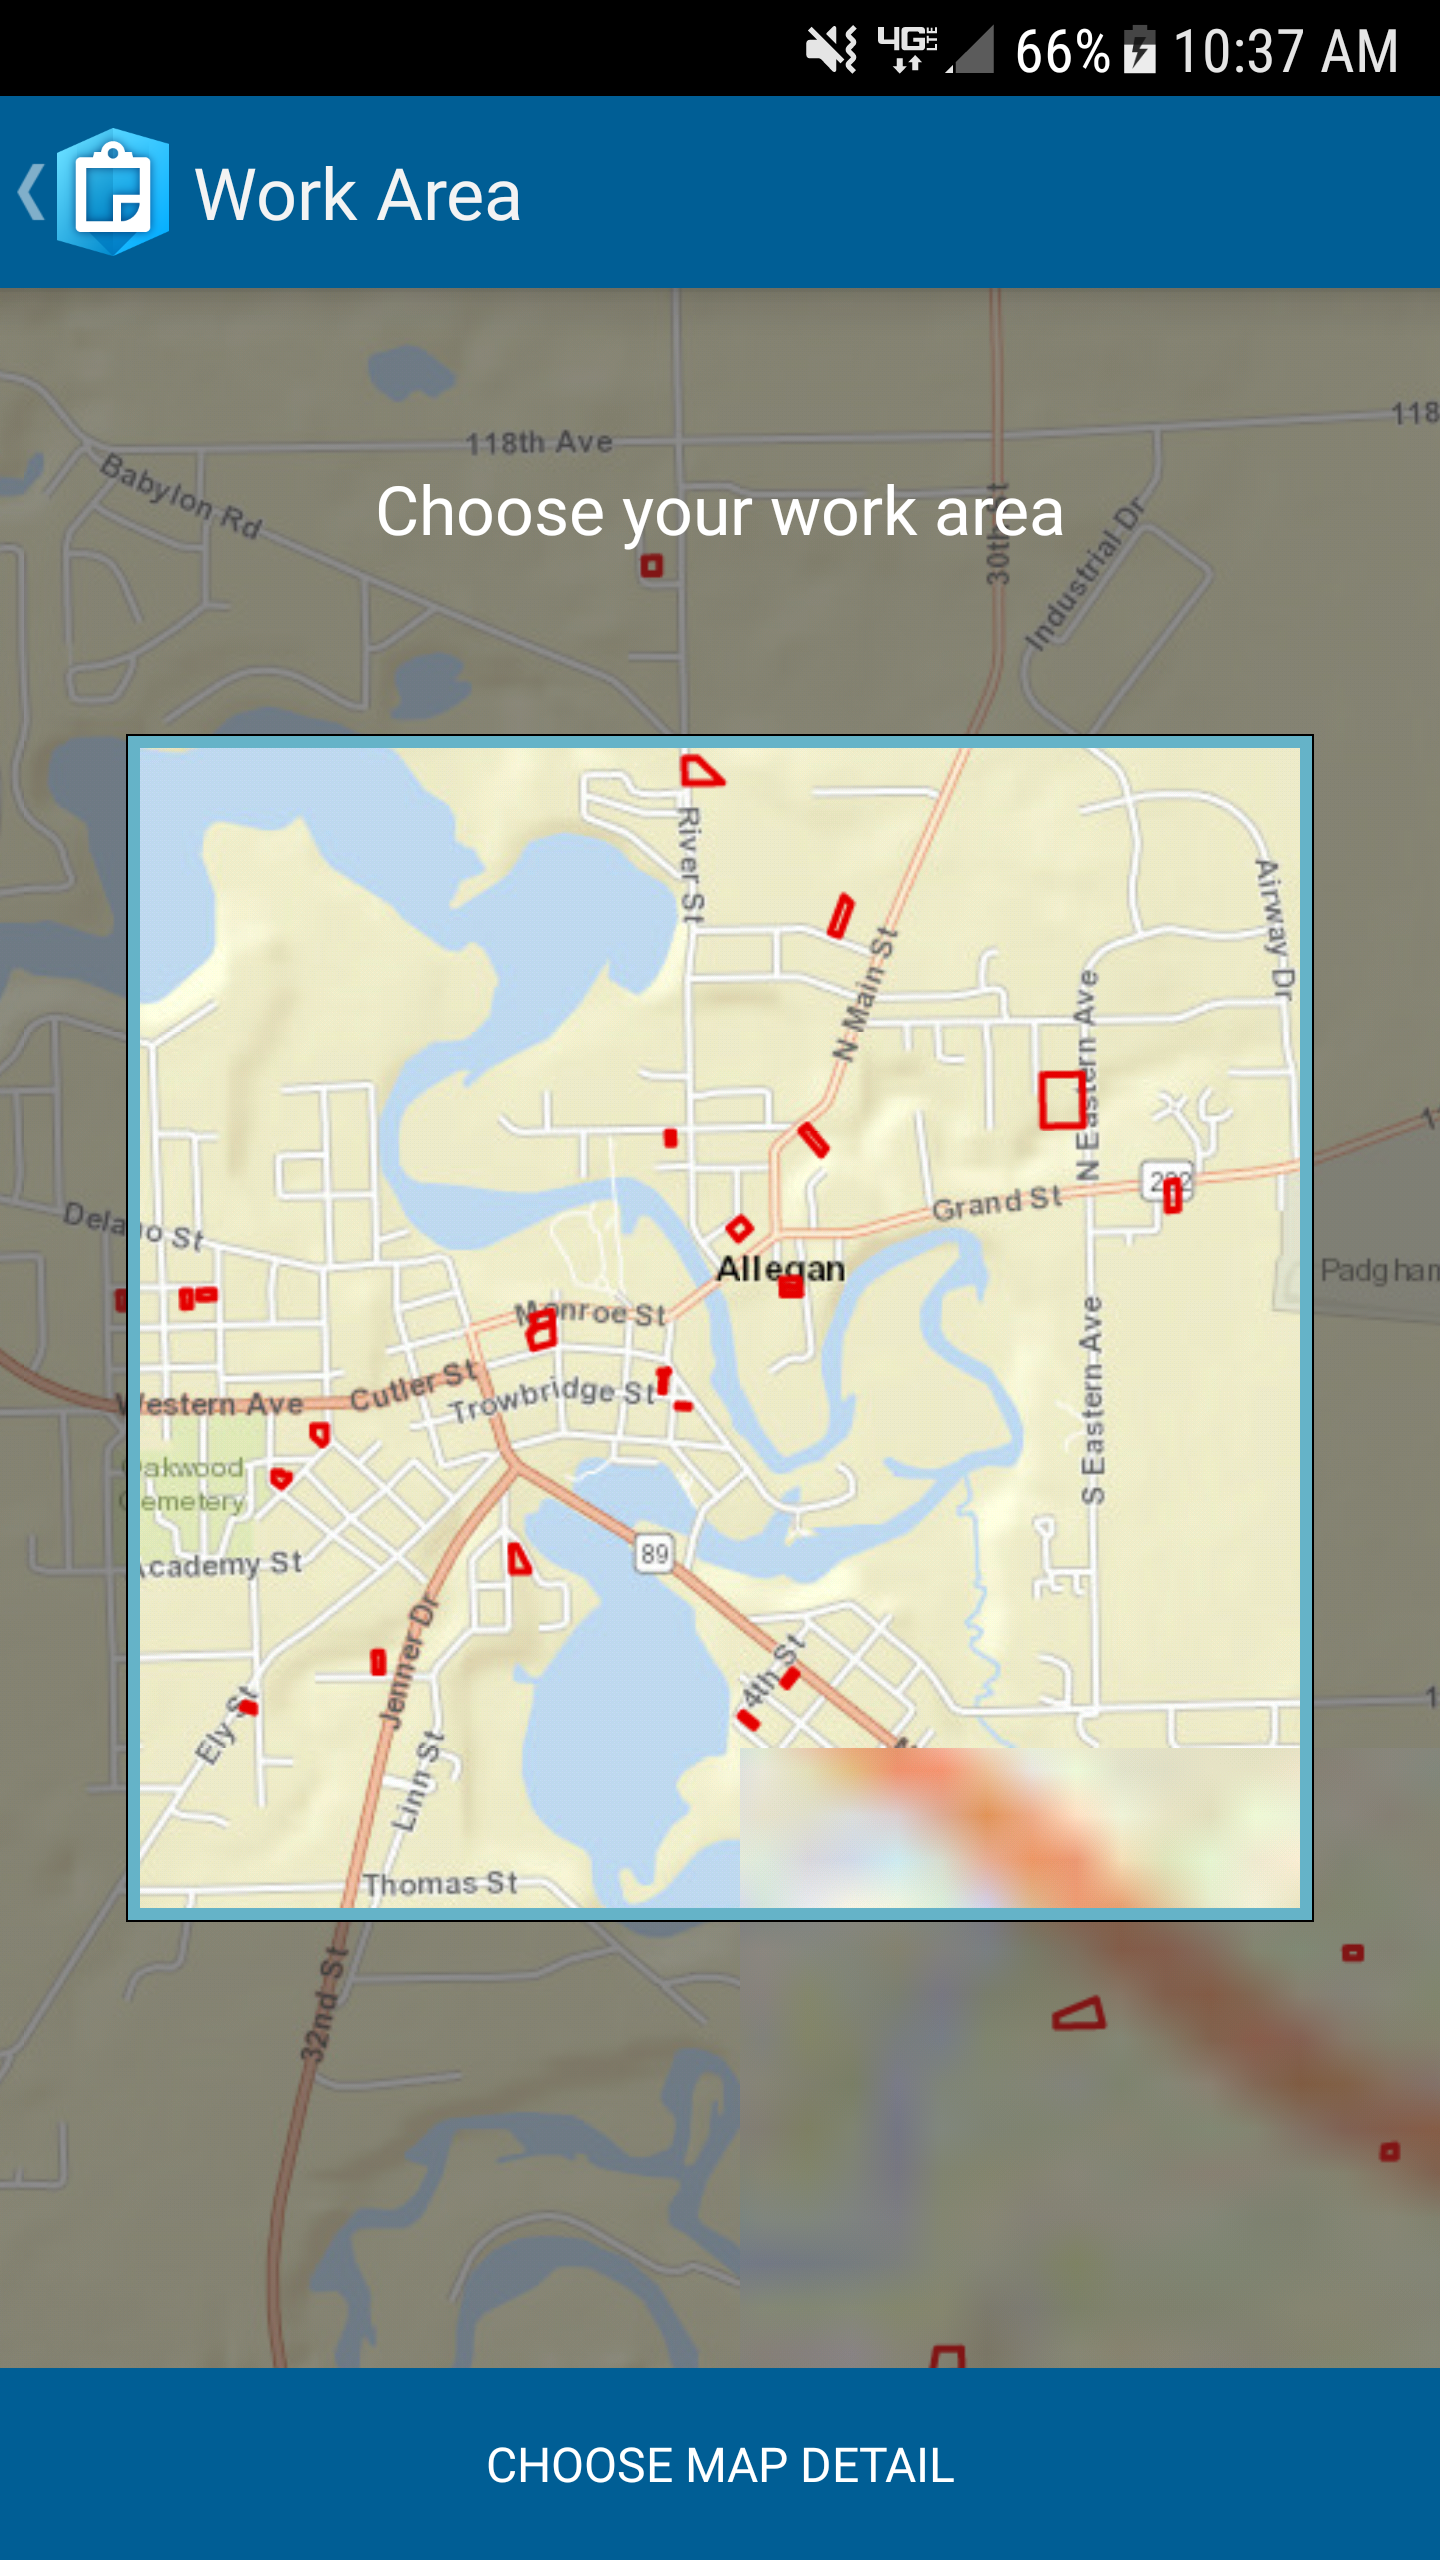 4G LTE 66% 10:37 AM
Work Area
118
118th Ave
Babylon Rd
Choose your work area
30th St
Industrial Dr
River St
Airway Dr
N Main St
N Eastern Ave
Grand St
Delano St
Allegan
Padgham
Monroe St
S Eastern Ave
Cutler St
Trowbridge St
Western Ave
Oakwood
Cemetery
89
Academy St
Jenner Dr
4th St
Ely St
Linn St
Thomas St
32nd St
CHOOSE MAP DETAIL